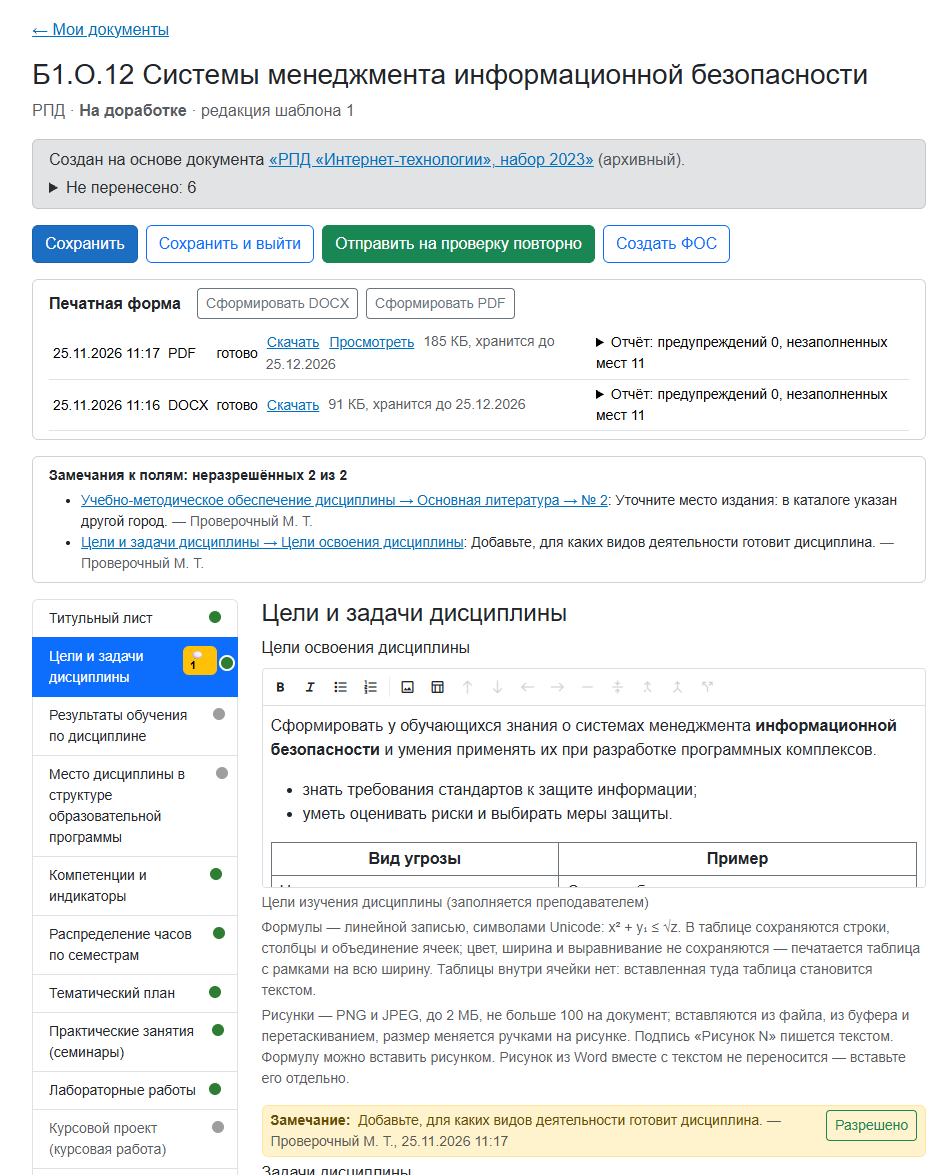 ← Мои документы
Б1.О.12 Системы менеджмента информационной безопасности
РПД · На доработке · редакция шаблона 1
Создан на основе документа «РПД «Интернет-технологии», набор 2023» (архивный).
▶ Не перенесено: 6
Сохранить Сохранить и выйти Отправить на проверку повторно Создать ФОС
Печатная форма Сформировать DOCX Сформировать PDF
25.11.2026 11:17 PDF готово Скачать Просмотреть 185 КБ, хранится до
25.12.2026
▶ Отчёт: предупреждений 0, незаполненных
мест 11
25.11.2026 11:16 DOCX готово Скачать 91 КБ, хранится до 25.12.2026
▶ Отчёт: предупреждений 0, незаполненных
мест 11
Замечания к полям: неразрешённых 2 из 2
• Учебно-методическое обеспечение дисциплины → Основная литература → № 2: Уточните место издания: в каталоге указан
другой город. — Проверочный М. Т.
• Цели и задачи дисциплины → Цели освоения дисциплины: Добавьте, для каких видов деятельности готовит дисциплина. —
Проверочный М. Т.
Титульный лист
Цели и задачи
дисциплины
1
Результаты обучения
по дисциплине
Место дисциплины в
структуре
образовательной
программы
Компетенции и
индикаторы
Распределение часов
по семестрам
Тематический план
Практические занятия
(семинары)
Лабораторные работы
Курсовой проект
(курсовая работа)
Цели и задачи дисциплины
Цели освоения дисциплины
B I
Сформировать у обучающихся знания о системах менеджмента информационной
безопасности и умения применять их при разработке программных комплексов.
• знать требования стандартов к защите информации;
• уметь оценивать риски и выбирать меры защиты.
Вид угрозы Пример
Цели изучения дисциплины (заполняется преподавателем)
Формулы — линейной записью, символами Unicode: x² + y₁ ≤ √z. В таблице сохраняются строки,
столбцы и объединение ячеек; цвет, ширина и выравнивание не сохраняются — печатается таблица
с рамками на всю ширину. Таблицы внутри ячейки нет: вставленная туда таблица становится
текстом.
Рисунки — PNG и JPEG, до 2 МБ, не больше 100 на документ; вставляются из файла, из буфера и
перетаскиванием, размер меняется ручками на рисунке. Подпись «Рисунок N» пишется текстом.
Формулу можно вставить рисунком. Рисунок из Word вместе с текстом не переносится — вставьте
его отдельно.
Замечание: Добавьте, для каких видов деятельности готовит дисциплина. —
Проверочный М. Т., 25.11.2026 11:17
Разрешено
Задачи дисциплины